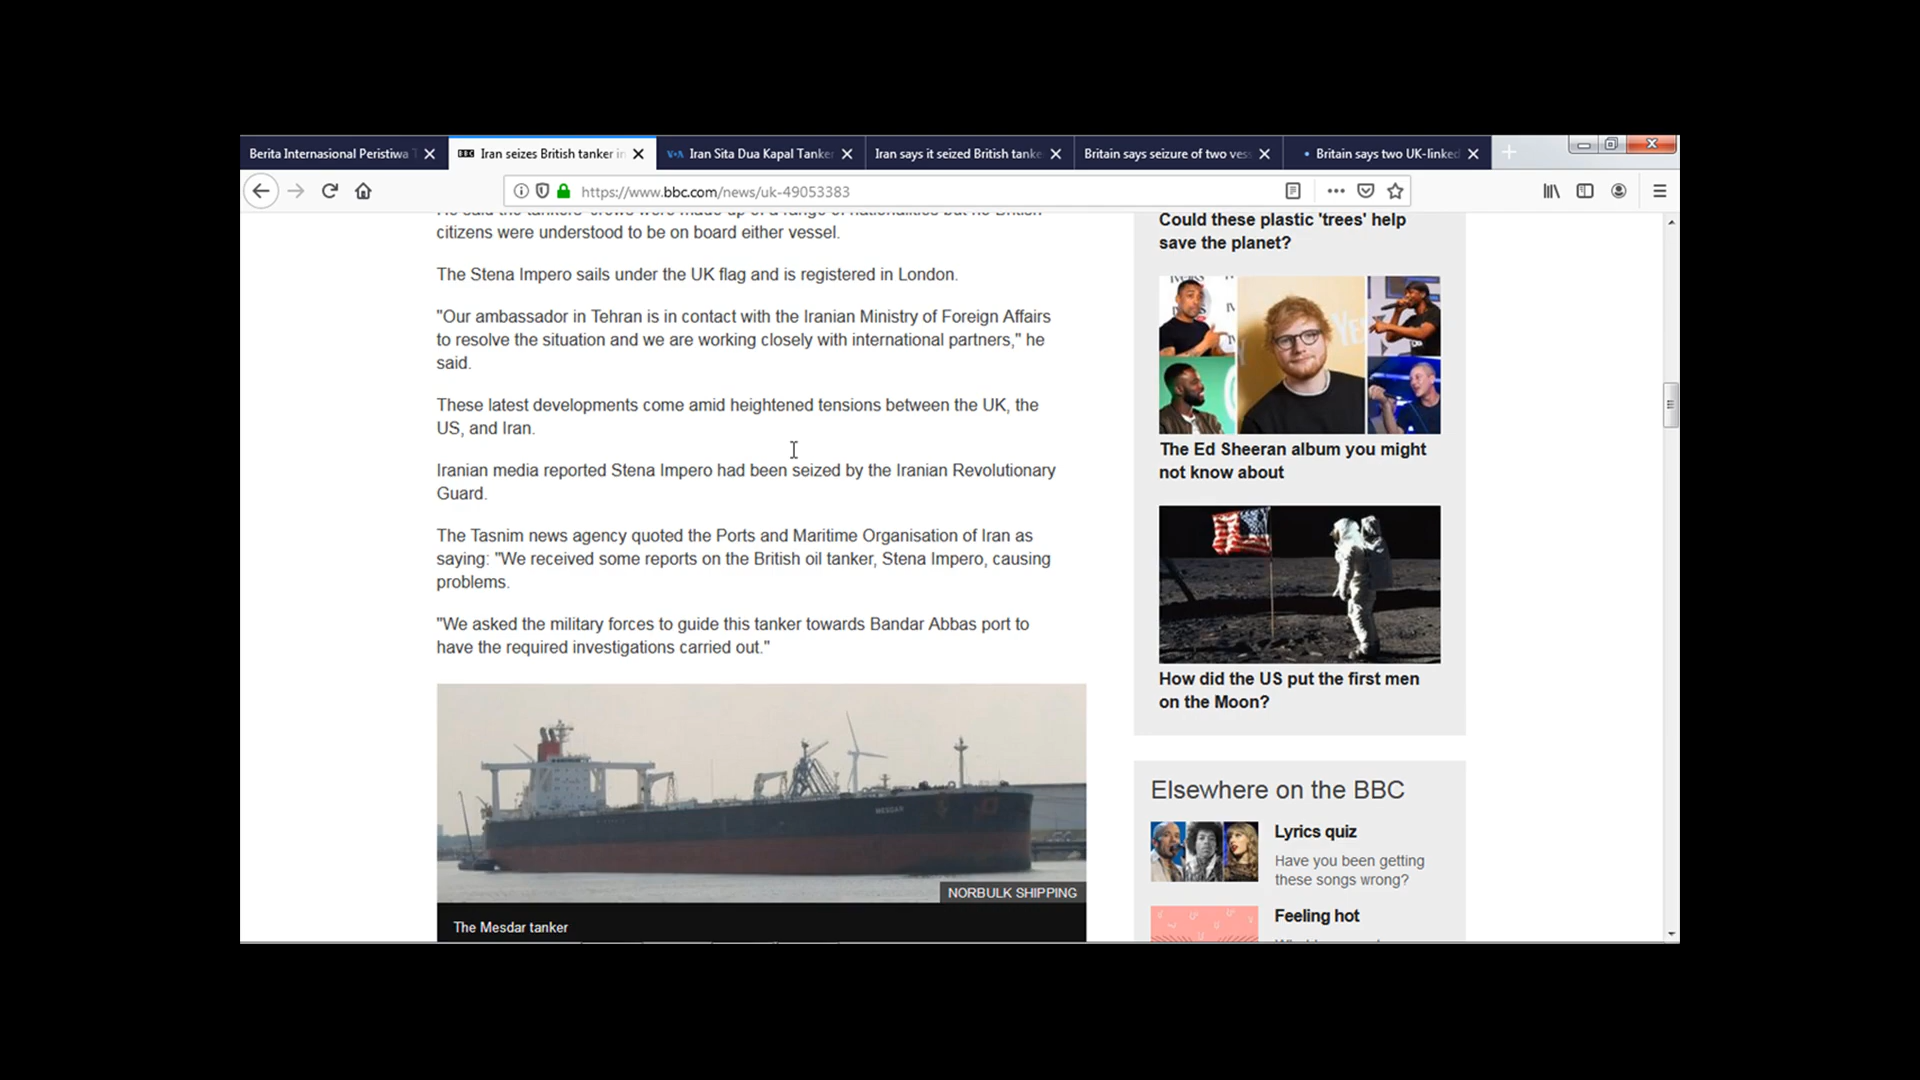 Berita Internasional Peristiwa
Iran seizes British tanker in
VOA Iran Sita Dua Kapal Tanker
Iran says it seized British tanke
Britain says seizure of two vess
Britain says two UK-linked
https://www.bbc.com/news/uk-49053383
citizens were understood to be on board either vessel.
The Stena Impero sails under the UK flag and is registered in London.
"Our ambassador in Tehran is in contact with the Iranian Ministry of Foreign Affairs
to resolve the situation and we are working closely with international partners," he
said.
These latest developments come amid heightened tensions between the UK, the
US, and Iran.
Iranian media reported Stena Impero had been seized by the Iranian Revolutionary
Guard.
The Tasnim news agency quoted the Ports and Maritime Organisation of Iran as
saying: "We received some reports on the British oil tanker, Stena Impero, causing
problems.
"We asked the military forces to guide this tanker towards Bandar Abbas port to
have the required investigations carried out."
MESDAR
NORBULK SHIPPING
The Mesdar tanker
Could these plastic 'trees' help
save the planet?
The Ed Sheeran album you might
not know about
How did the US put the first men
on the Moon?
Elsewhere on the BBC
Lyrics quiz
Have you been getting
these songs wrong?
Feeling hot